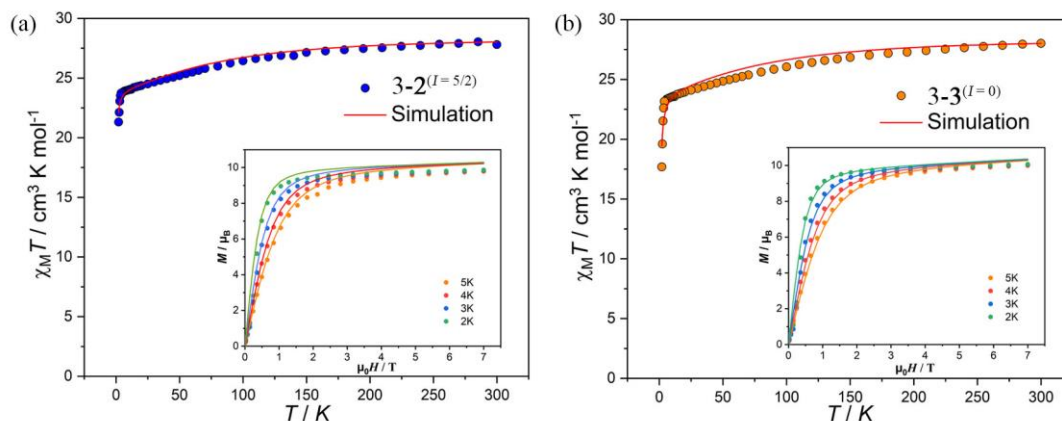 (a)
30
25
20
15
10
5
0
χ_M T / cm³ K mol⁻¹
3-2^(I = 5/2)
Simulation
10
8
6
4
2
0
M / μ_B
5K
4K
3K
2K
0 1 2 3 4 5 6 7
μ₀H / T
0 50 100 150 200 250 300
T / K
(b)
30
25
20
15
10
5
0
χ_M T / cm³ K mol⁻¹
3-3^(I = 0)
Simulation
10
8
6
4
2
0
M / μ_B
5K
4K
3K
2K
0 1 2 3 4 5 6 7
μ₀H / T
0 50 100 150 200 250 300
T / K